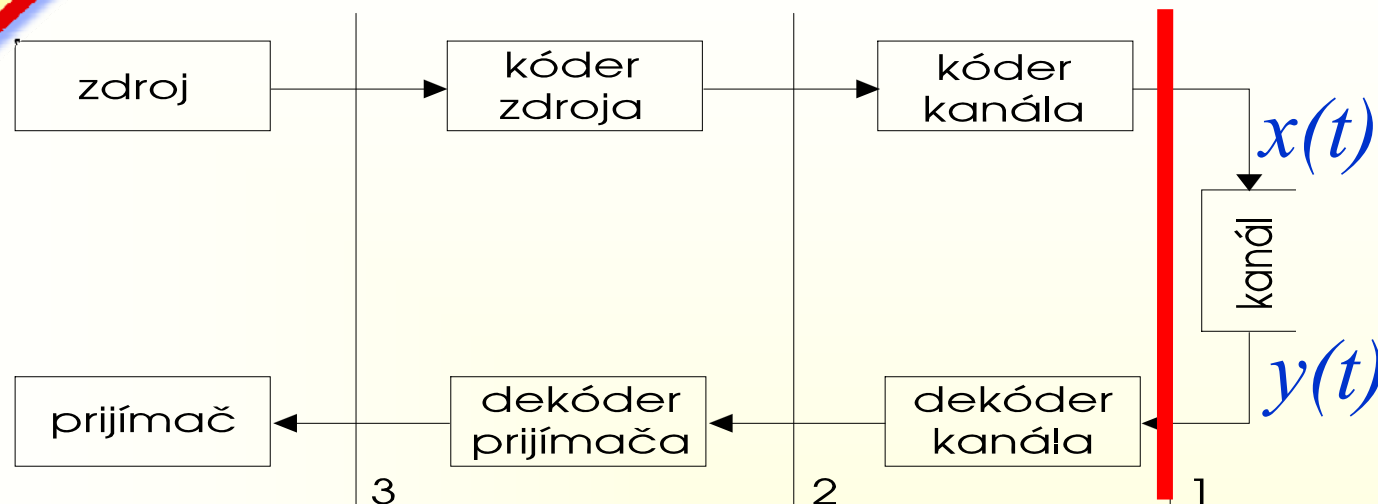 zdroj
kóder
zdroja
kóder
kanála
x(t)
kanál
y(t)
prijímač
dekóder
prijímača
dekóder
kanála
3
2
1